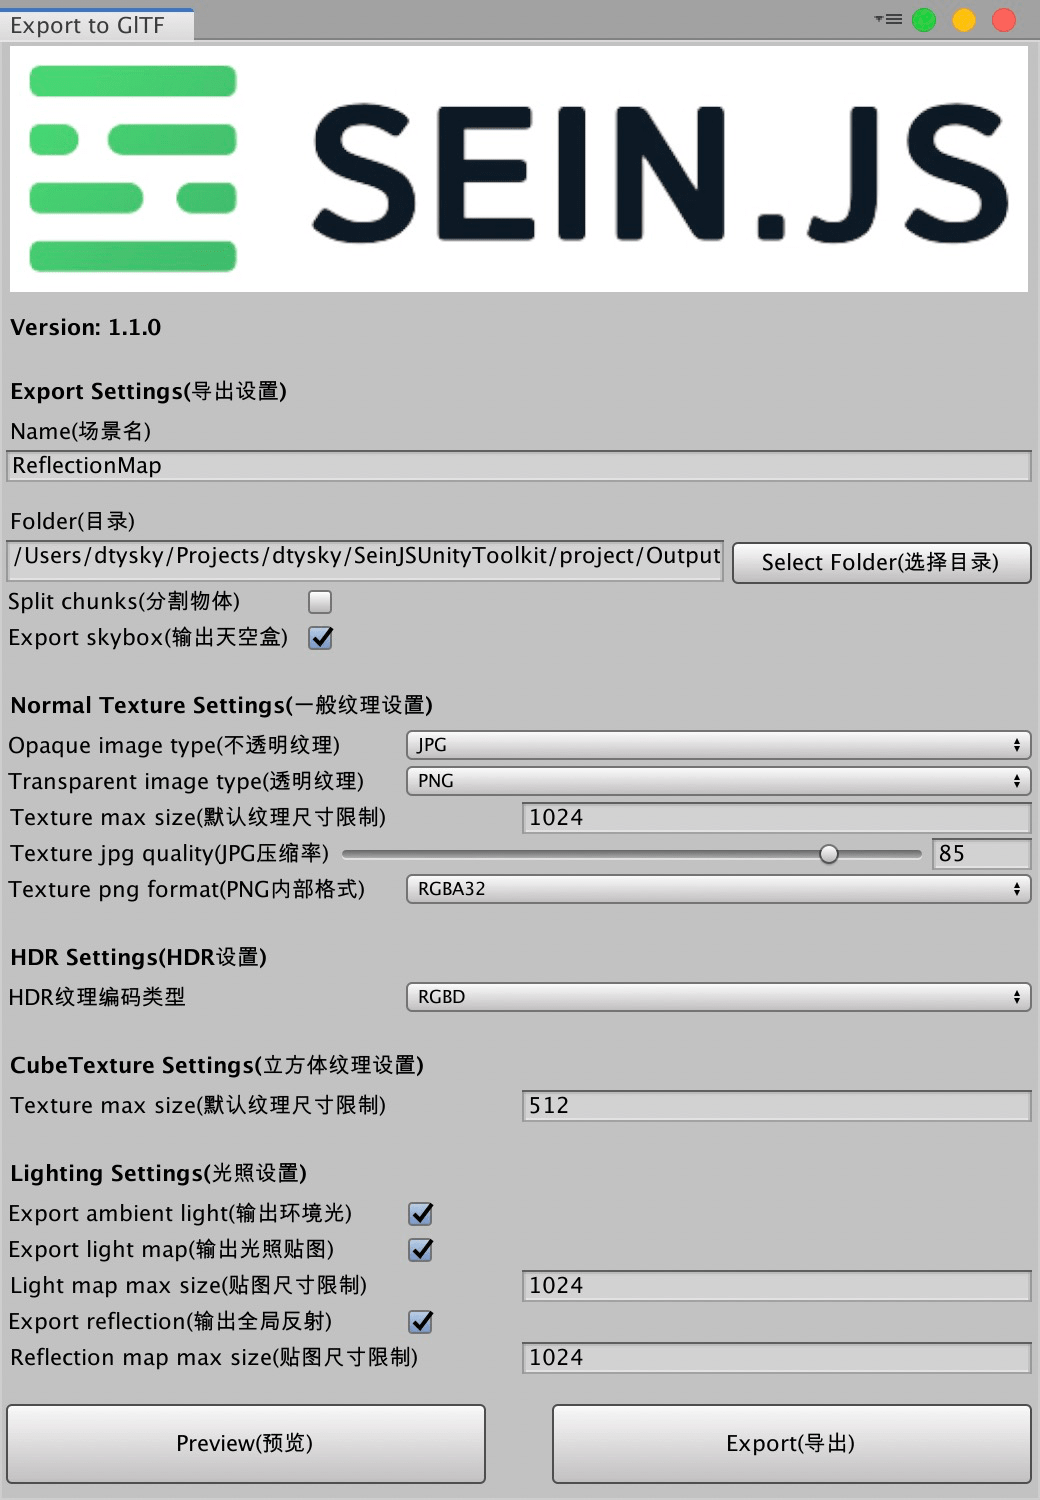 Export to GlTF
SEIN.JS
Version: 1.1.0
Export Settings(导出设置)
Name(场景名)
ReflectionMap
Folder(目录)
/Users/dtysky/Projects/dtysky/SeinJSUnityToolkit/project/Output
Select Folder(选择目录)
Split chunks(分割物体)
Export skybox(输出天空盒)
Normal Texture Settings(一般纹理设置)
Opaque image type(不透明纹理) JPG
Transparent image type(透明纹理) PNG
Texture max size(默认纹理尺寸限制) 1024
Texture jpg quality(JPG压缩率) 85
Texture png format(PNG内部格式) RGBA32
HDR Settings(HDR设置)
HDR纹理编码类型 RGBD
CubeTexture Settings(立方体纹理设置)
Texture max size(默认纹理尺寸限制) 512
Lighting Settings(光照设置)
Export ambient light(输出环境光)
Export light map(输出光照贴图)
Light map max size(贴图尺寸限制) 1024
Export reflection(输出全局反射)
Reflection map max size(贴图尺寸限制) 1024
Preview(预览) Export(导出)